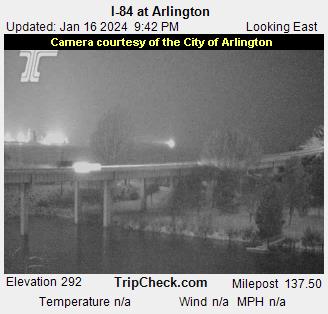 I-84 at Arlington
Updated: Jan 16 2024 9:42 PM Looking East
Camera courtesy of the City of Arlington
Elevation 292 TripCheck.com Milepost 137.50
Temperature n/a Wind n/a MPH n/a